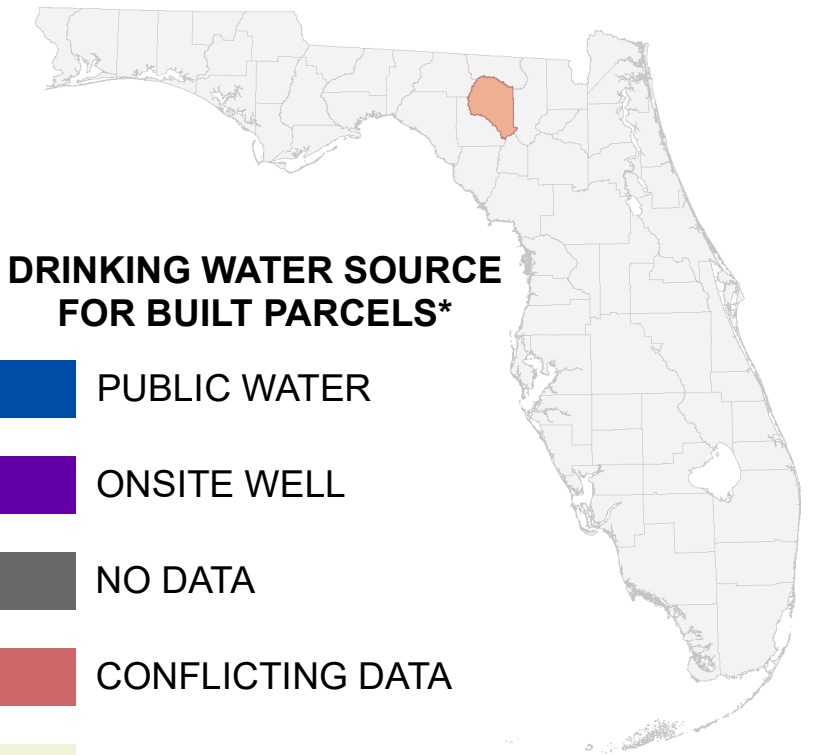 DRINKING WATER SOURCE
FOR BUILT PARCELS*
PUBLIC WATER
ONSITE WELL
NO DATA
CONFLICTING DATA